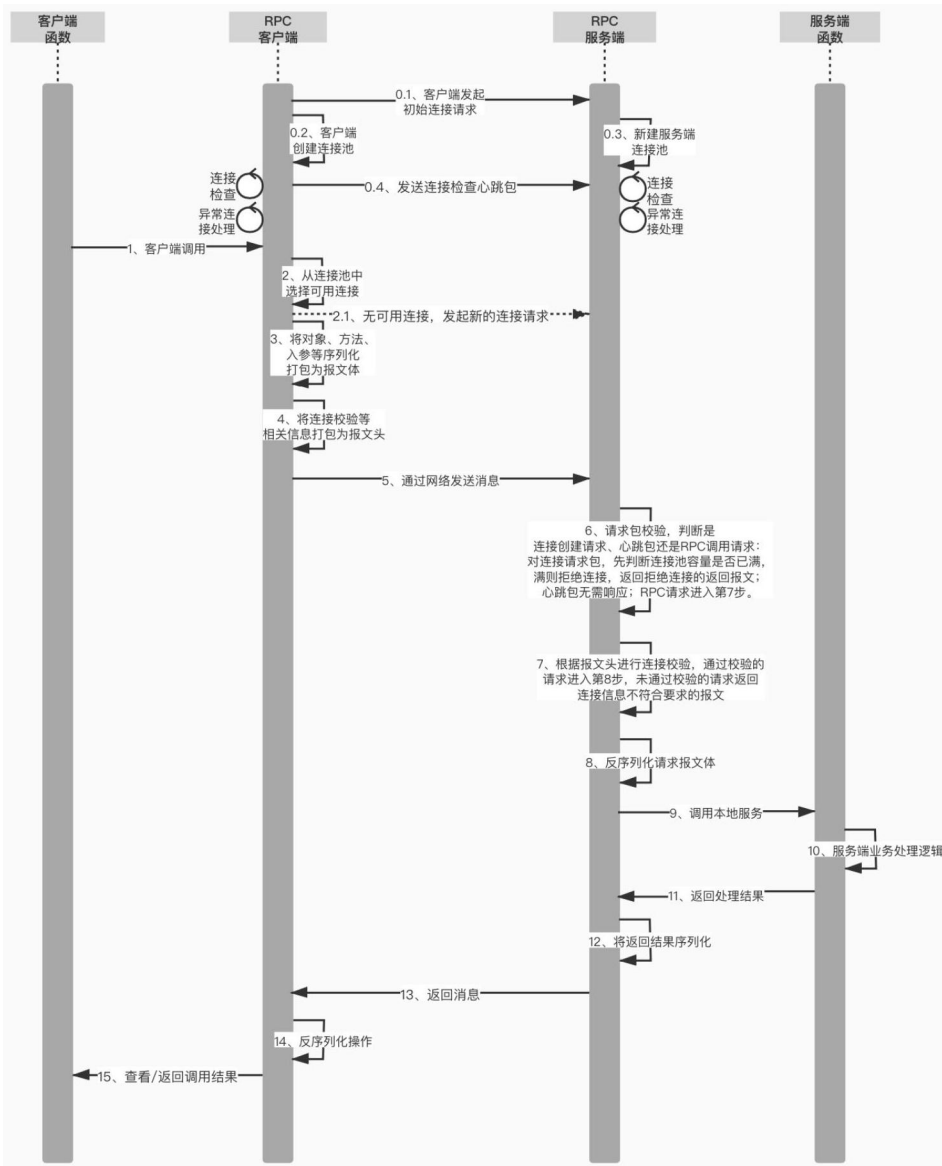 客户端
函数
RPC
客户端
RPC
服务端
服务端
函数
0.1、客户端发起
初始连接请求
0.2、客户端
创建连接池
0.3、新建服务端
连接池
连接
检查
0.4、发送连接检查心跳包
连接
检查
异常连
接处理
异常连
接处理
1、客户端调用
2、从连接池中
选择可用连接
2.1、无可用连接，发起新的连接请求
3、将对象、方法、
入参等序列化
打包为报文体
4、将连接校验等
相关信息打包为报文头
5、通过网络发送消息
6、请求包校验，判断是
连接创建请求、心跳包还是RPC调用请求：
对连接请求包，先判断连接池容量是否已满，
满则拒绝连接，返回拒绝连接的返回报文；
心跳包无需响应；RPC请求进入第7步。
7、根据报文头进行连接校验，通过校验的
请求进入第8步，未通过校验的请求返回
连接信息不符合要求的报文
8、反序列化请求报文体
9、调用本地服务
10、服务端业务处理逻辑
11、返回处理结果
12、将返回结果序列化
13、返回消息
14、反序列化操作
15、查看/返回调用结果